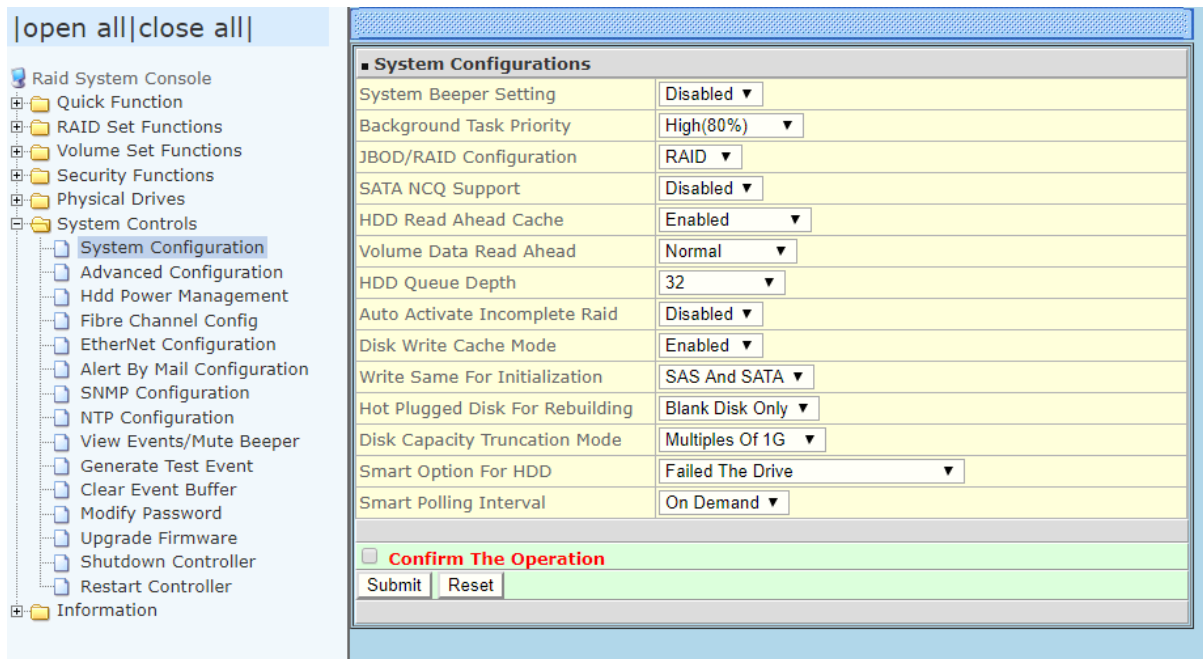 |open all|close all|
Raid System Console
Quick Function
RAID Set Functions
Volume Set Functions
Security Functions
Physical Drives
System Controls
System Configuration
Advanced Configuration
Hdd Power Management
Fibre Channel Config
EtherNet Configuration
Alert By Mail Configuration
SNMP Configuration
NTP Configuration
View Events/Mute Beeper
Generate Test Event
Clear Event Buffer
Modify Password
Upgrade Firmware
Shutdown Controller
Restart Controller
Information
System Configurations
System Beeper Setting Disabled
Background Task Priority High(80%)
JBOD/RAID Configuration RAID
SATA NCQ Support Disabled
HDD Read Ahead Cache Enabled
Volume Data Read Ahead Normal
HDD Queue Depth 32
Auto Activate Incomplete Raid Disabled
Disk Write Cache Mode Enabled
Write Same For Initialization SAS And SATA
Hot Plugged Disk For Rebuilding Blank Disk Only
Disk Capacity Truncation Mode Multiples Of 1G
Smart Option For HDD Failed The Drive
Smart Polling Interval On Demand
Confirm The Operation
Submit Reset